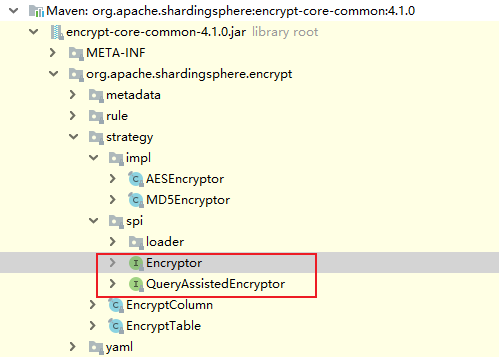 Maven: org.apache.shardingsphere:encrypt-core-common:4.1.0
encrypt-core-common-4.1.0.jar library root
META-INF
org.apache.shardingsphere.encrypt
metadata
rule
strategy
impl
C AESEncryptor
C MD5Encryptor
spi
loader
I Encryptor
I QueryAssistedEncryptor
C EncryptColumn
C EncryptTable
yaml